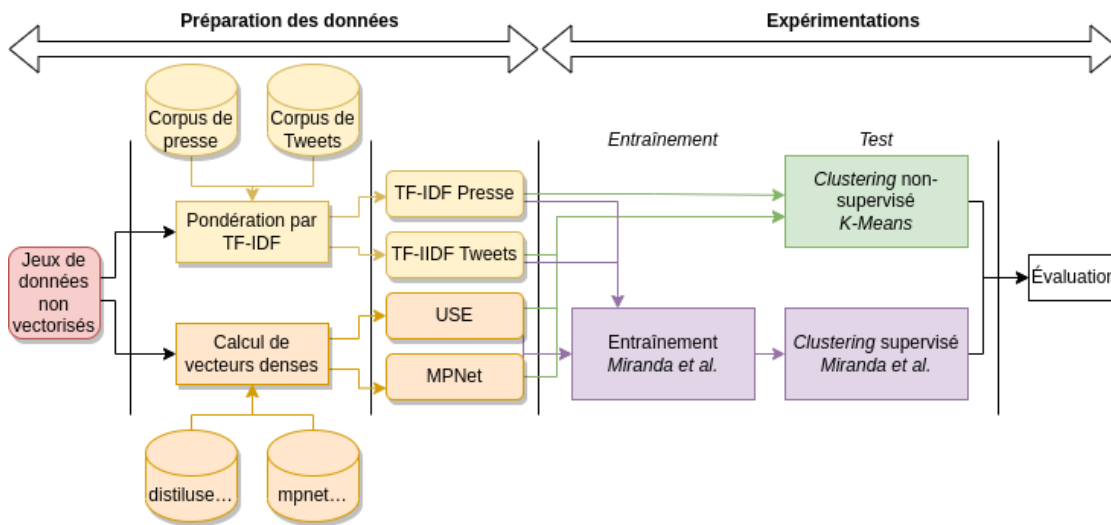 Préparation des données
Expérimentations
Corpus de
presse
Corpus de
Tweets
Entraînement
Test
Jeux de
données
non
vectorisés
Pondération par
TF-IDF
Calcul de
vecteurs denses
distiluse…
mpnet…
TF-IDF Presse
TF-IIDF Tweets
USE
MPNet
Clustering non-
supervisé
K-Means
Entraînement
Miranda et al.
Clustering supervisé
Miranda et al.
Évaluation